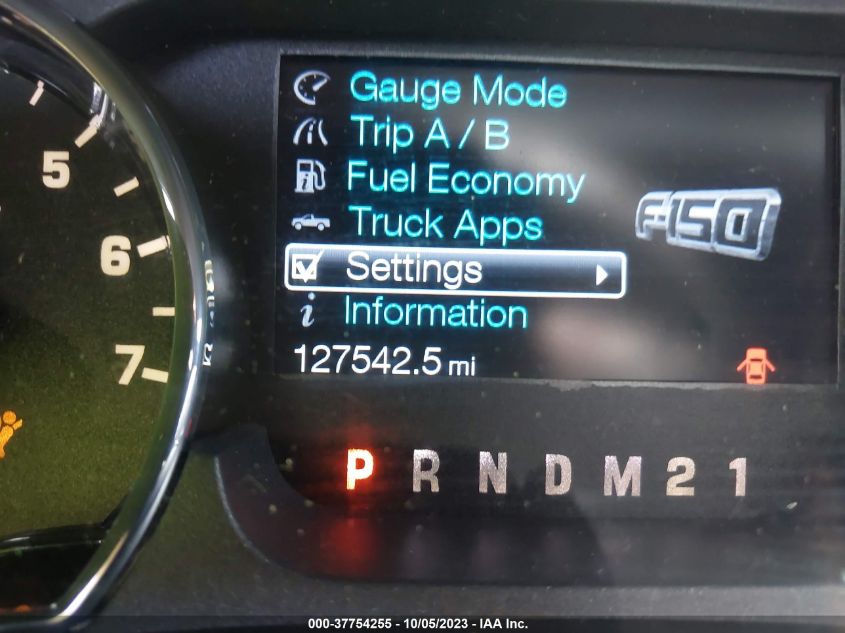 Gauge Mode
Trip A / B
Fuel Economy
Truck Apps
Settings
Information
127542.5 mi
F150
5
6
7
P R N D M 2 1
000-37754255 - 10/05/2023 - IAA Inc.